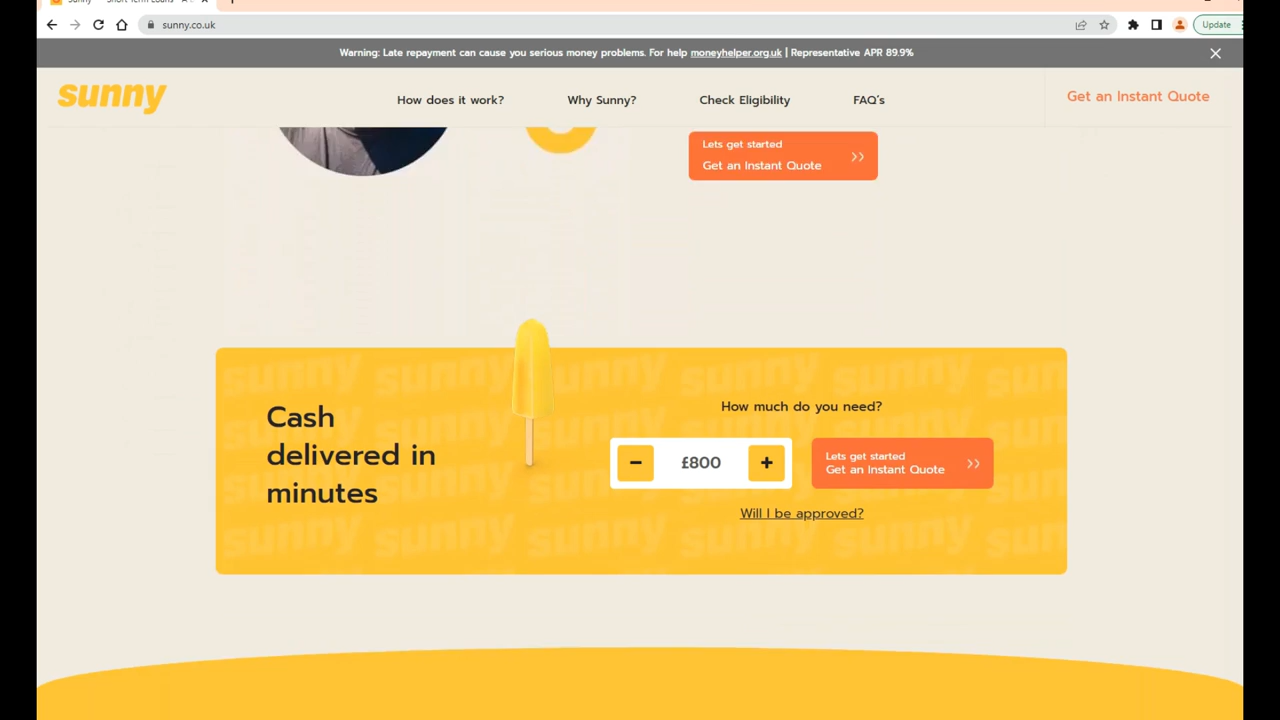 sunny.co.uk
Update
Warning: Late repayment can cause you serious money problems. For help moneyhelper.org.uk | Representative APR 89.9%
sunny
How does it work?
Why Sunny?
Check Eligibility
FAQ's
Get an Instant Quote
Lets get started
Get an Instant Quote
Cash
delivered in
minutes
How much do you need?
£800
Lets get started
Get an Instant Quote
Will I be approved?